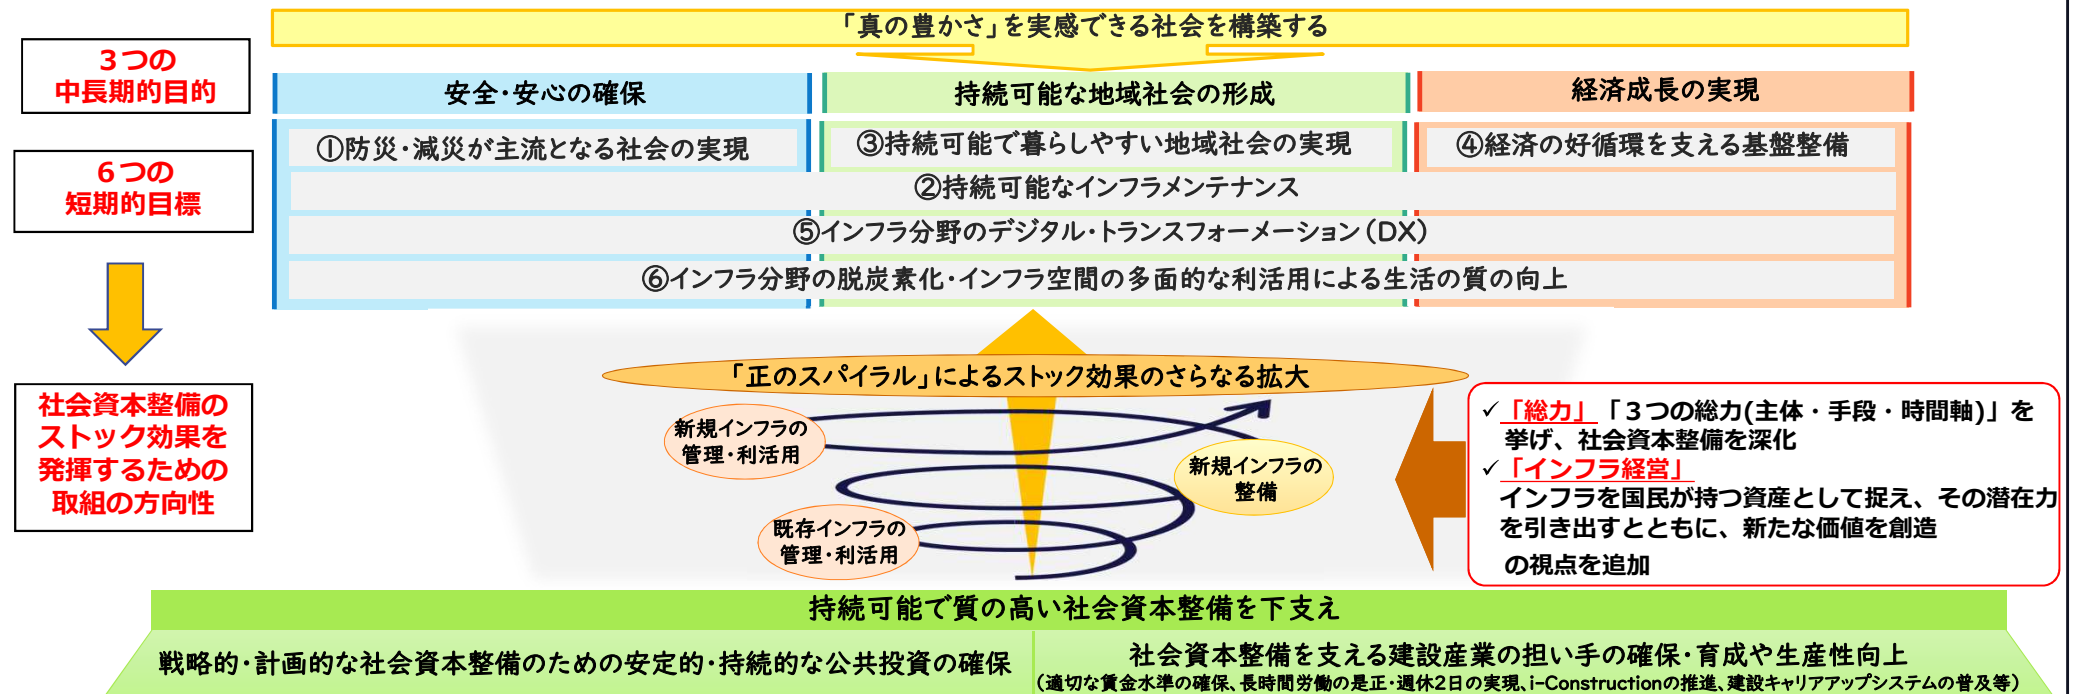 「真の豊かさ」を実感できる社会を構築する
3つの
中長期的目的
安全・安心の確保
持続可能な地域社会の形成
経済成長の実現
6つの
短期的目標
①防災・減災が主流となる社会の実現
③持続可能で暮らしやすい地域社会の実現
④経済の好循環を支える基盤整備
②持続可能なインフラメンテナンス
⑤インフラ分野のデジタル・トランスフォーメーション(DX)
⑥インフラ分野の脱炭素化・インフラ空間の多面的な利活用による生活の質の向上
社会資本整備の
ストック効果を
発揮するための
取組の方向性
「正のスパイラル」によるストック効果のさらなる拡大
新規インフラの
管理・利活用
新規インフラの
整備
既存インフラの
管理・利活用
✓「総力」「3つの総力(主体・手段・時間軸)」を
挙げ、社会資本整備を深化
✓「インフラ経営」
インフラを国民が持つ資産として捉え、その潜在力
を引き出すとともに、新たな価値を創造
の視点を追加
持続可能で質の高い社会資本整備を下支え
戦略的・計画的な社会資本整備のための安定的・持続的な公共投資の確保
社会資本整備を支える建設産業の担い手の確保・育成や生産性向上
(適切な賃金水準の確保、長時間労働の是正・週休2日の実現、i-Constructionの推進、建設キャリアアップシステムの普及等)